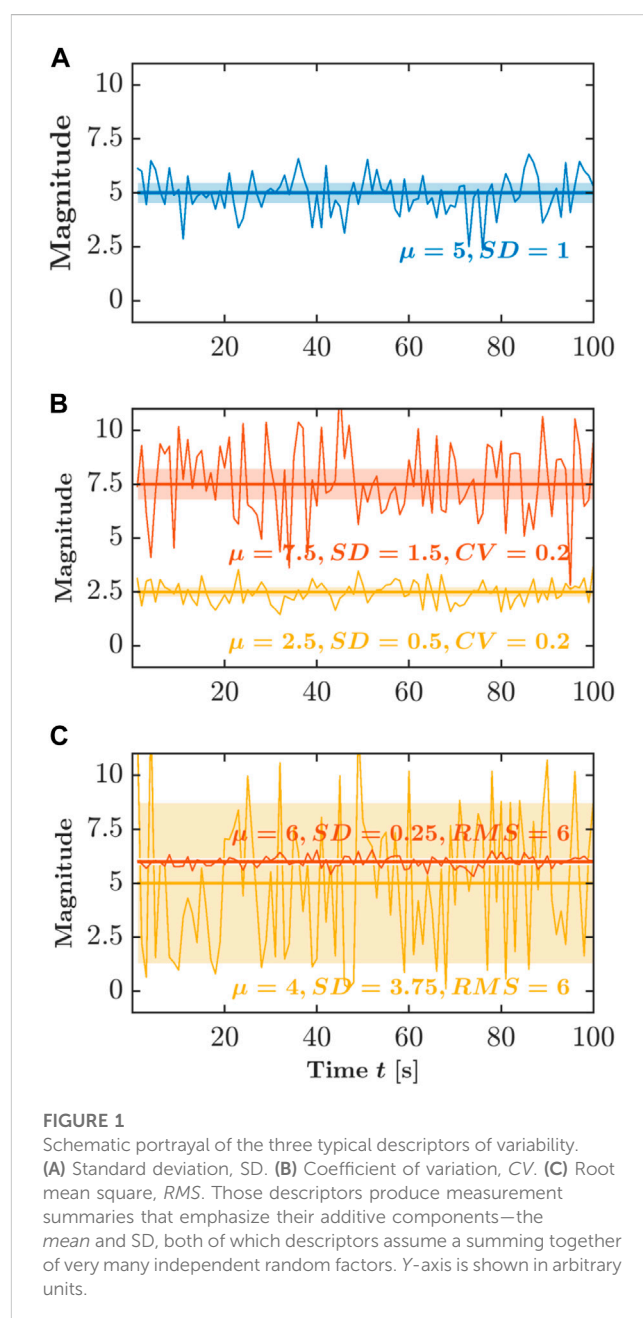 A
Magnitude
10
7.5
5
2.5
0
μ = 5, SD = 1
20 40 60 80 100
B
Magnitude
10
7.5
5
2.5
0
μ = 7.5, SD = 1.5, CV = 0.2
μ = 2.5, SD = 0.5, CV = 0.2
20 40 60 80 100
C
Magnitude
10
7.5
5
2.5
0
μ = 6, SD = 0.25, RMS = 6
μ = 4, SD = 3.75, RMS = 6
20 40 60 80 100
Time t [s]
FIGURE 1
Schematic portrayal of the three typical descriptors of variability.
(A) Standard deviation, SD. (B) Coefficient of variation, CV. (C) Root
mean square, RMS. Those descriptors produce measurement
summaries that emphasize their additive components—the
mean and SD, both of which descriptors assume a summing together
of very many independent random factors. Y-axis is shown in arbitrary
units.